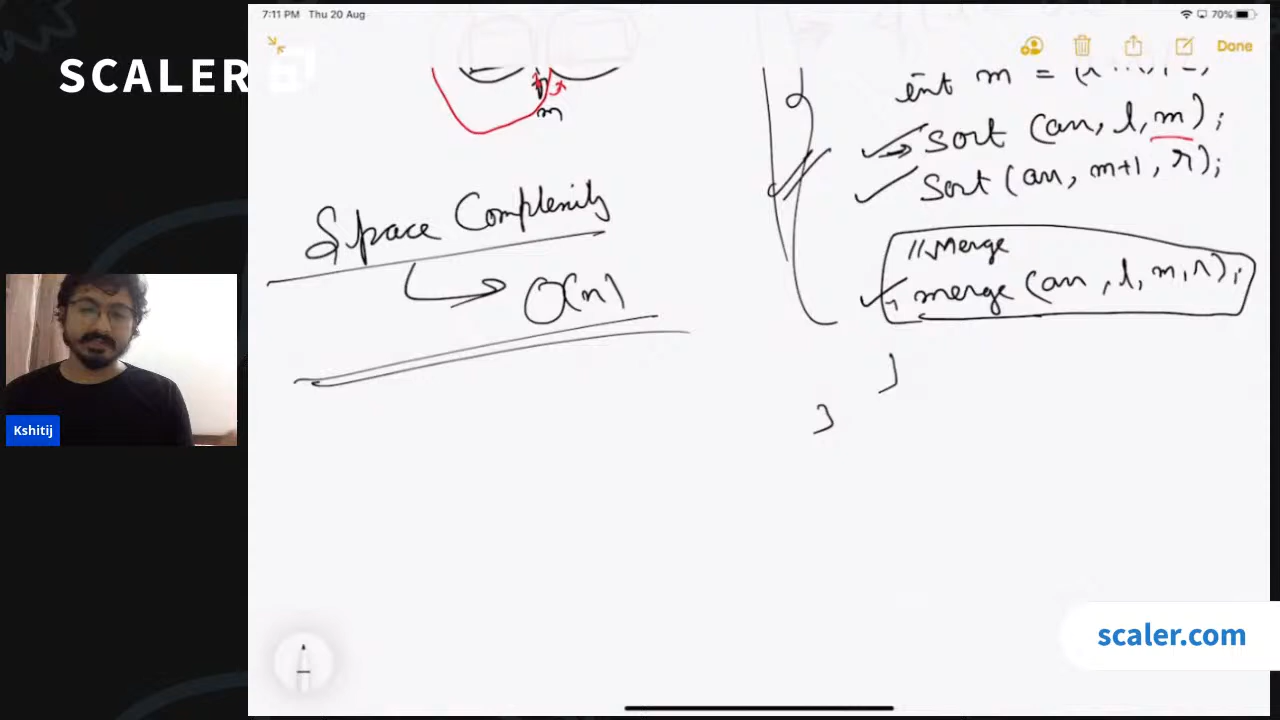 7:11 PM Thu 20 Aug
70%
Done
SCALER
m
int m =
sort (arr, l, m);
sort (arr, m+1, r);
Space Complexity
O(n)
//Merge
merge (arr, l, m, r);
}
}
Kshitij
scaler.com